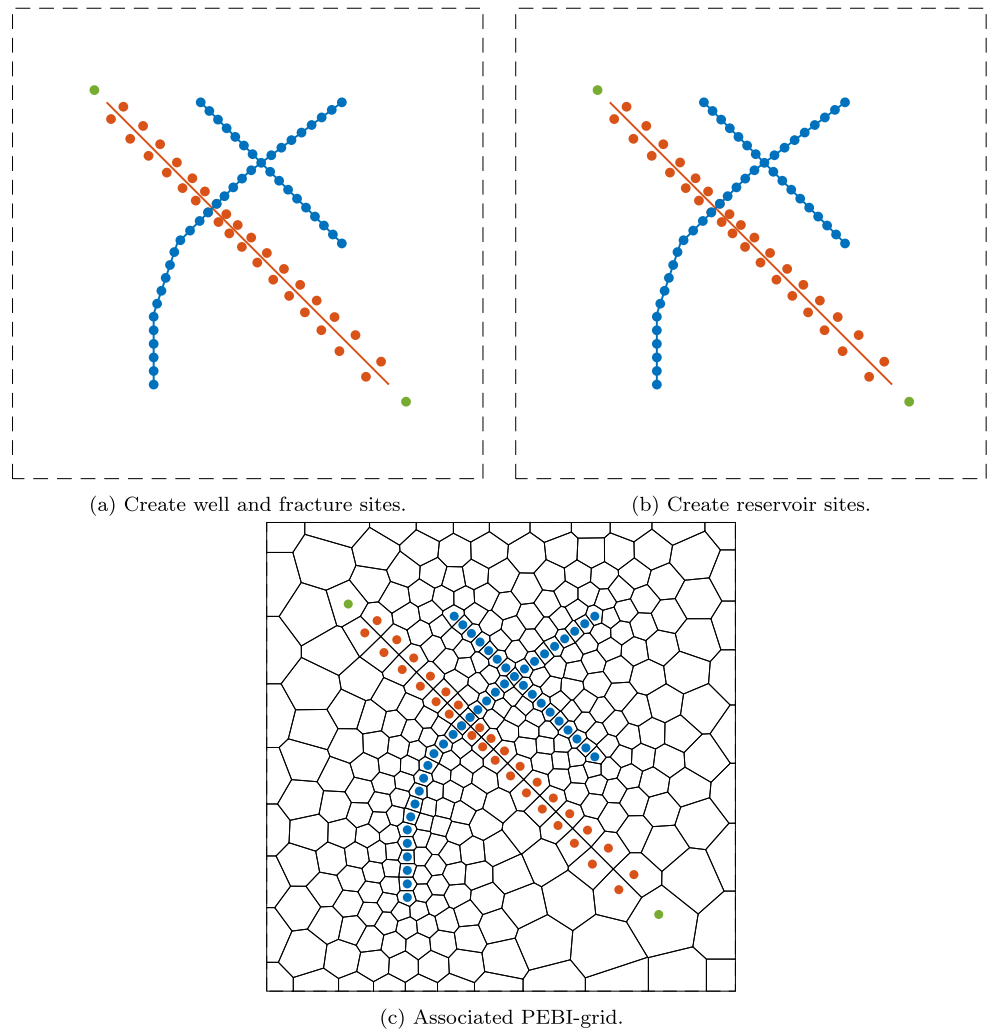 (a) Create well and fracture sites.
(b) Create reservoir sites.
(c) Associated PEBI-grid.